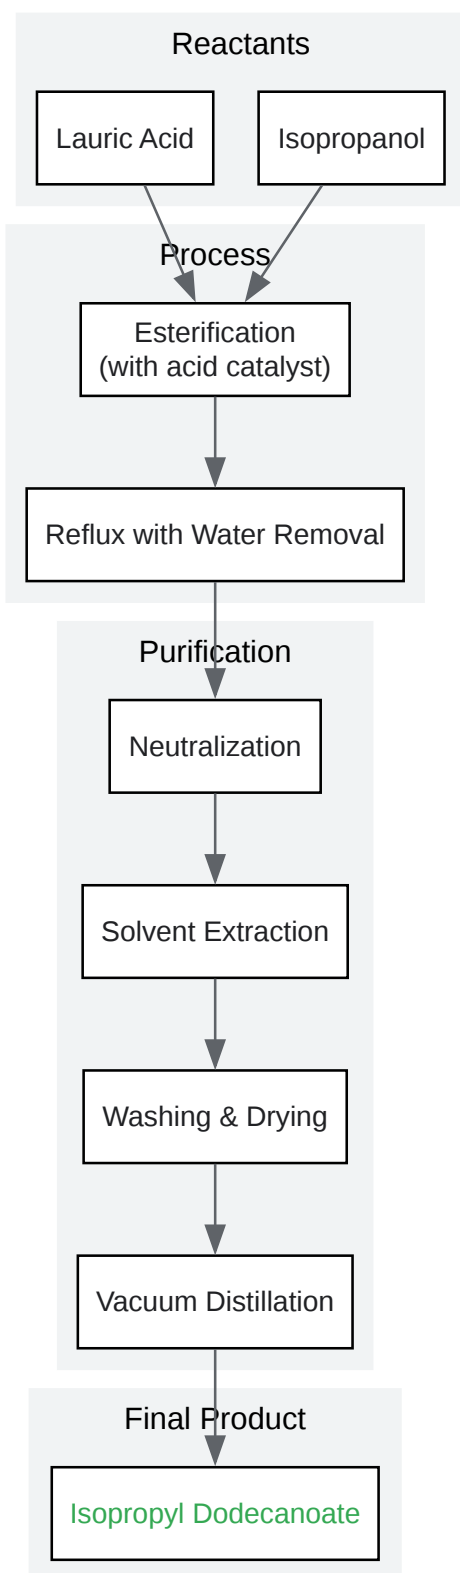 Reactants
Lauric Acid
Isopropanol
Process
Esterification
(with acid catalyst)
Reflux with Water Removal
Purification
Neutralization
Solvent Extraction
Washing & Drying
Vacuum Distillation
Final Product
Isopropyl Dodecanoate